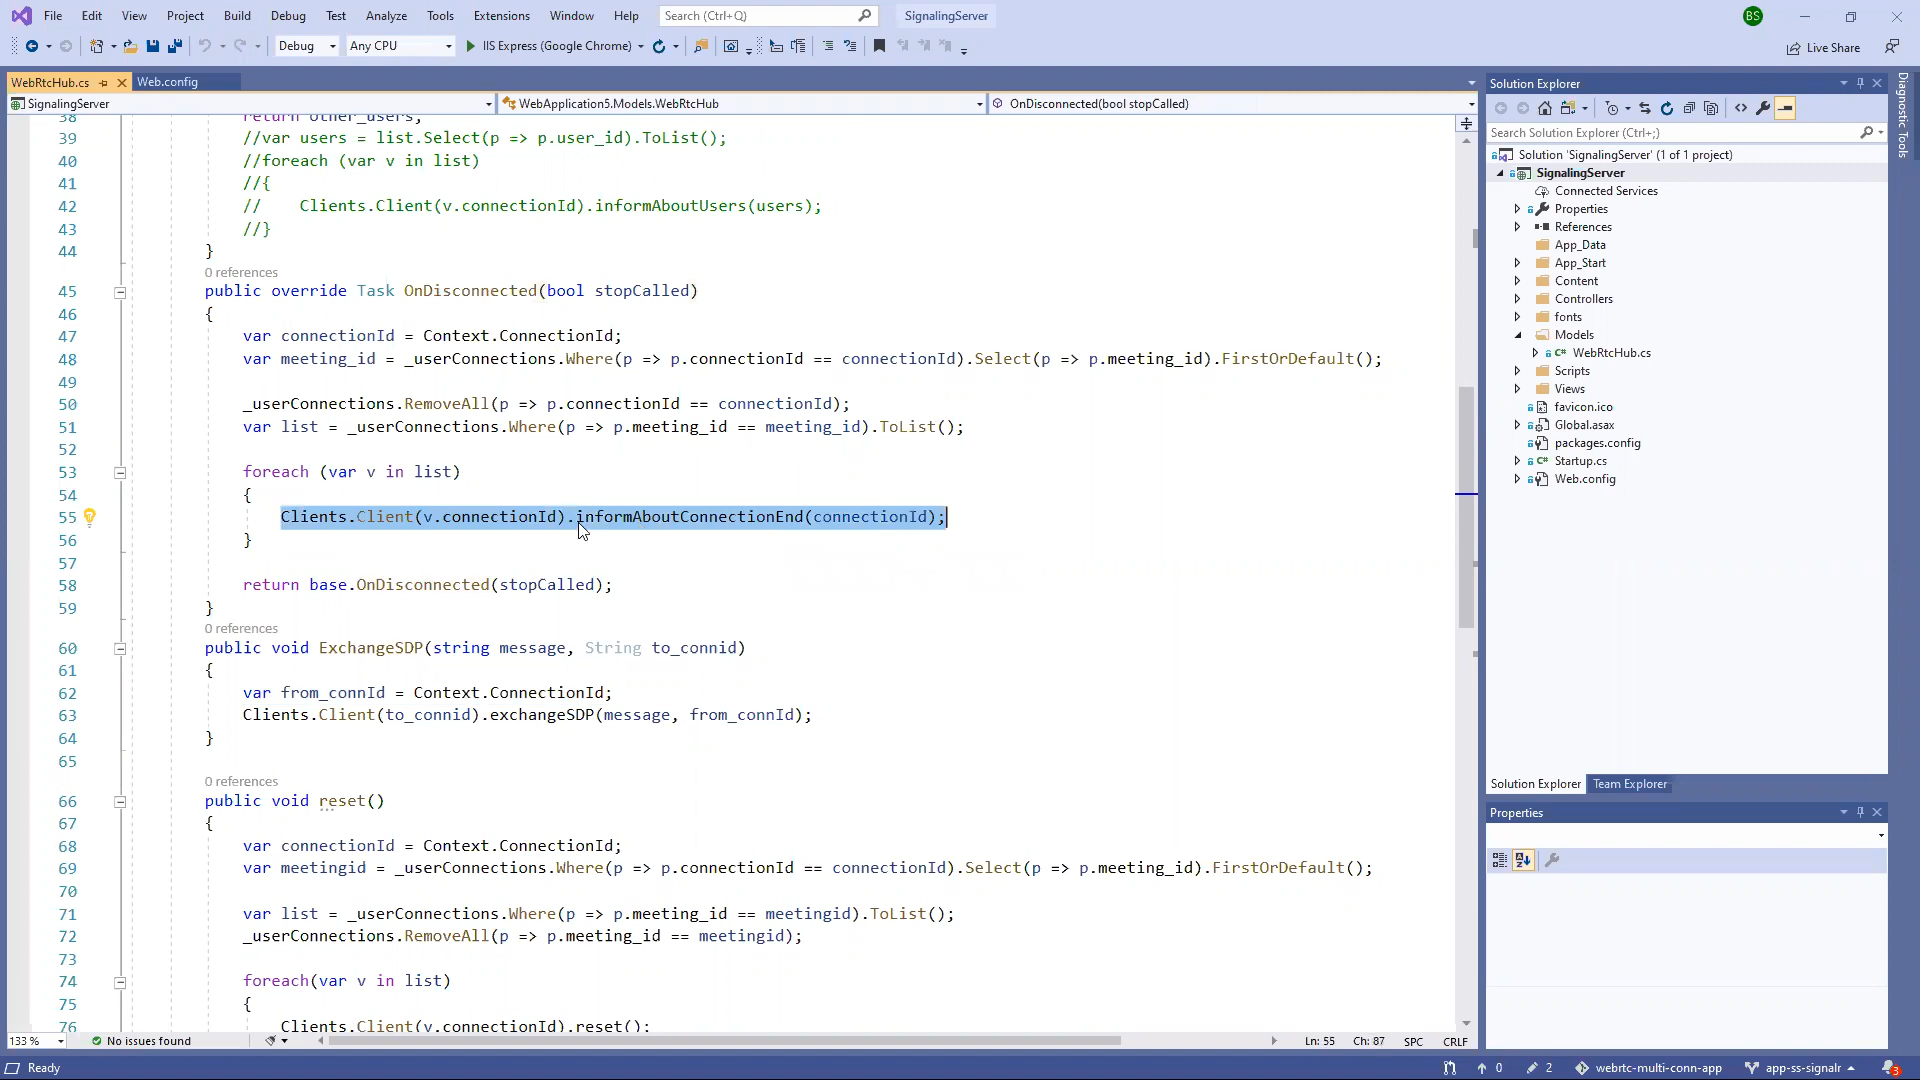 File Edit View Project Build Debug Test Analyze Tools Extensions Window Help Search (Ctrl+Q) SignalingServer BS
Debug Any CPU IIS Express (Google Chrome) Live Share
WebRtcHub.cs Web.config
SignalingServer WebApplication5.Models.WebRtcHub OnDisconnected(bool stopCalled)
38 return other_users;
39 //var users = list.Select(p => p.user_id).ToList();
40 //foreach (var v in list)
41 //{
42 // Clients.Client(v.connectionId).informAboutUsers(users);
43 //}
44 }
0 references
45 public override Task OnDisconnected(bool stopCalled)
46 {
47 var connectionId = Context.ConnectionId;
48 var meeting_id = _userConnections.Where(p => p.connectionId == connectionId).Select(p => p.meeting_id).FirstOrDefault();
49
50 _userConnections.RemoveAll(p => p.connectionId == connectionId);
51 var list = _userConnections.Where(p => p.meeting_id == meeting_id).ToList();
52
53 foreach (var v in list)
54 {
55 Clients.Client(v.connectionId).informAboutConnectionEnd(connectionId);
56 }
57
58 return base.OnDisconnected(stopCalled);
59 }
0 references
60 public void ExchangeSDP(string message, String to_connid)
61 {
62 var from_connId = Context.ConnectionId;
63 Clients.Client(to_connid).exchangeSDP(message, from_connId);
64 }
65
0 references
66 public void reset()
67 {
68 var connectionId = Context.ConnectionId;
69 var meetingid = _userConnections.Where(p => p.connectionId == connectionId).Select(p => p.meeting_id).FirstOrDefault();
70
71 var list = _userConnections.Where(p => p.meeting_id == meetingid).ToList();
72 _userConnections.RemoveAll(p => p.meeting_id == meetingid);
73
74 foreach(var v in list)
75 {
76 Clients.Client(v.connectionId).reset();
133 % No issues found Ln: 55 Ch: 87 SPC CRLF
Solution Explorer
Search Solution Explorer (Ctrl+;)
Solution 'SignalingServer' (1 of 1 project)
SignalingServer
Connected Services
Properties
References
App_Data
App_Start
Content
Controllers
fonts
Models
C# WebRtcHub.cs
Scripts
Views
favicon.ico
Global.asax
packages.config
C# Startup.cs
Web.config
Solution Explorer Team Explorer
Properties
Diagnostic Tools
Ready 0 2 webrtc-multi-conn-app app-ss-signalr 3